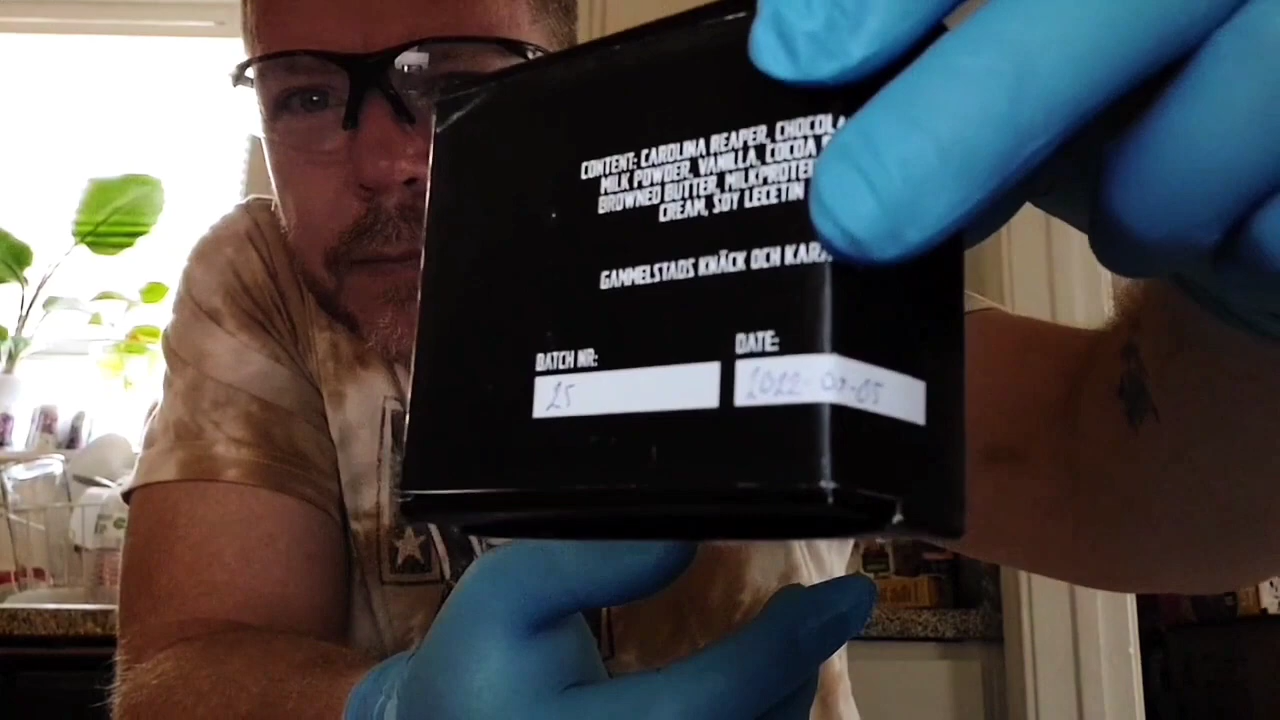 CONTENT: CAROLINA REAPER, CHOCOLA
MILK POWDER, VANILLA, COCOA
BROWNED BUTTER, MILKPROTEI
CREAM, SOY LECETIN
GAMMELSTADS KNÄCK OCH KARA
BATCH NR:
DATE:
25